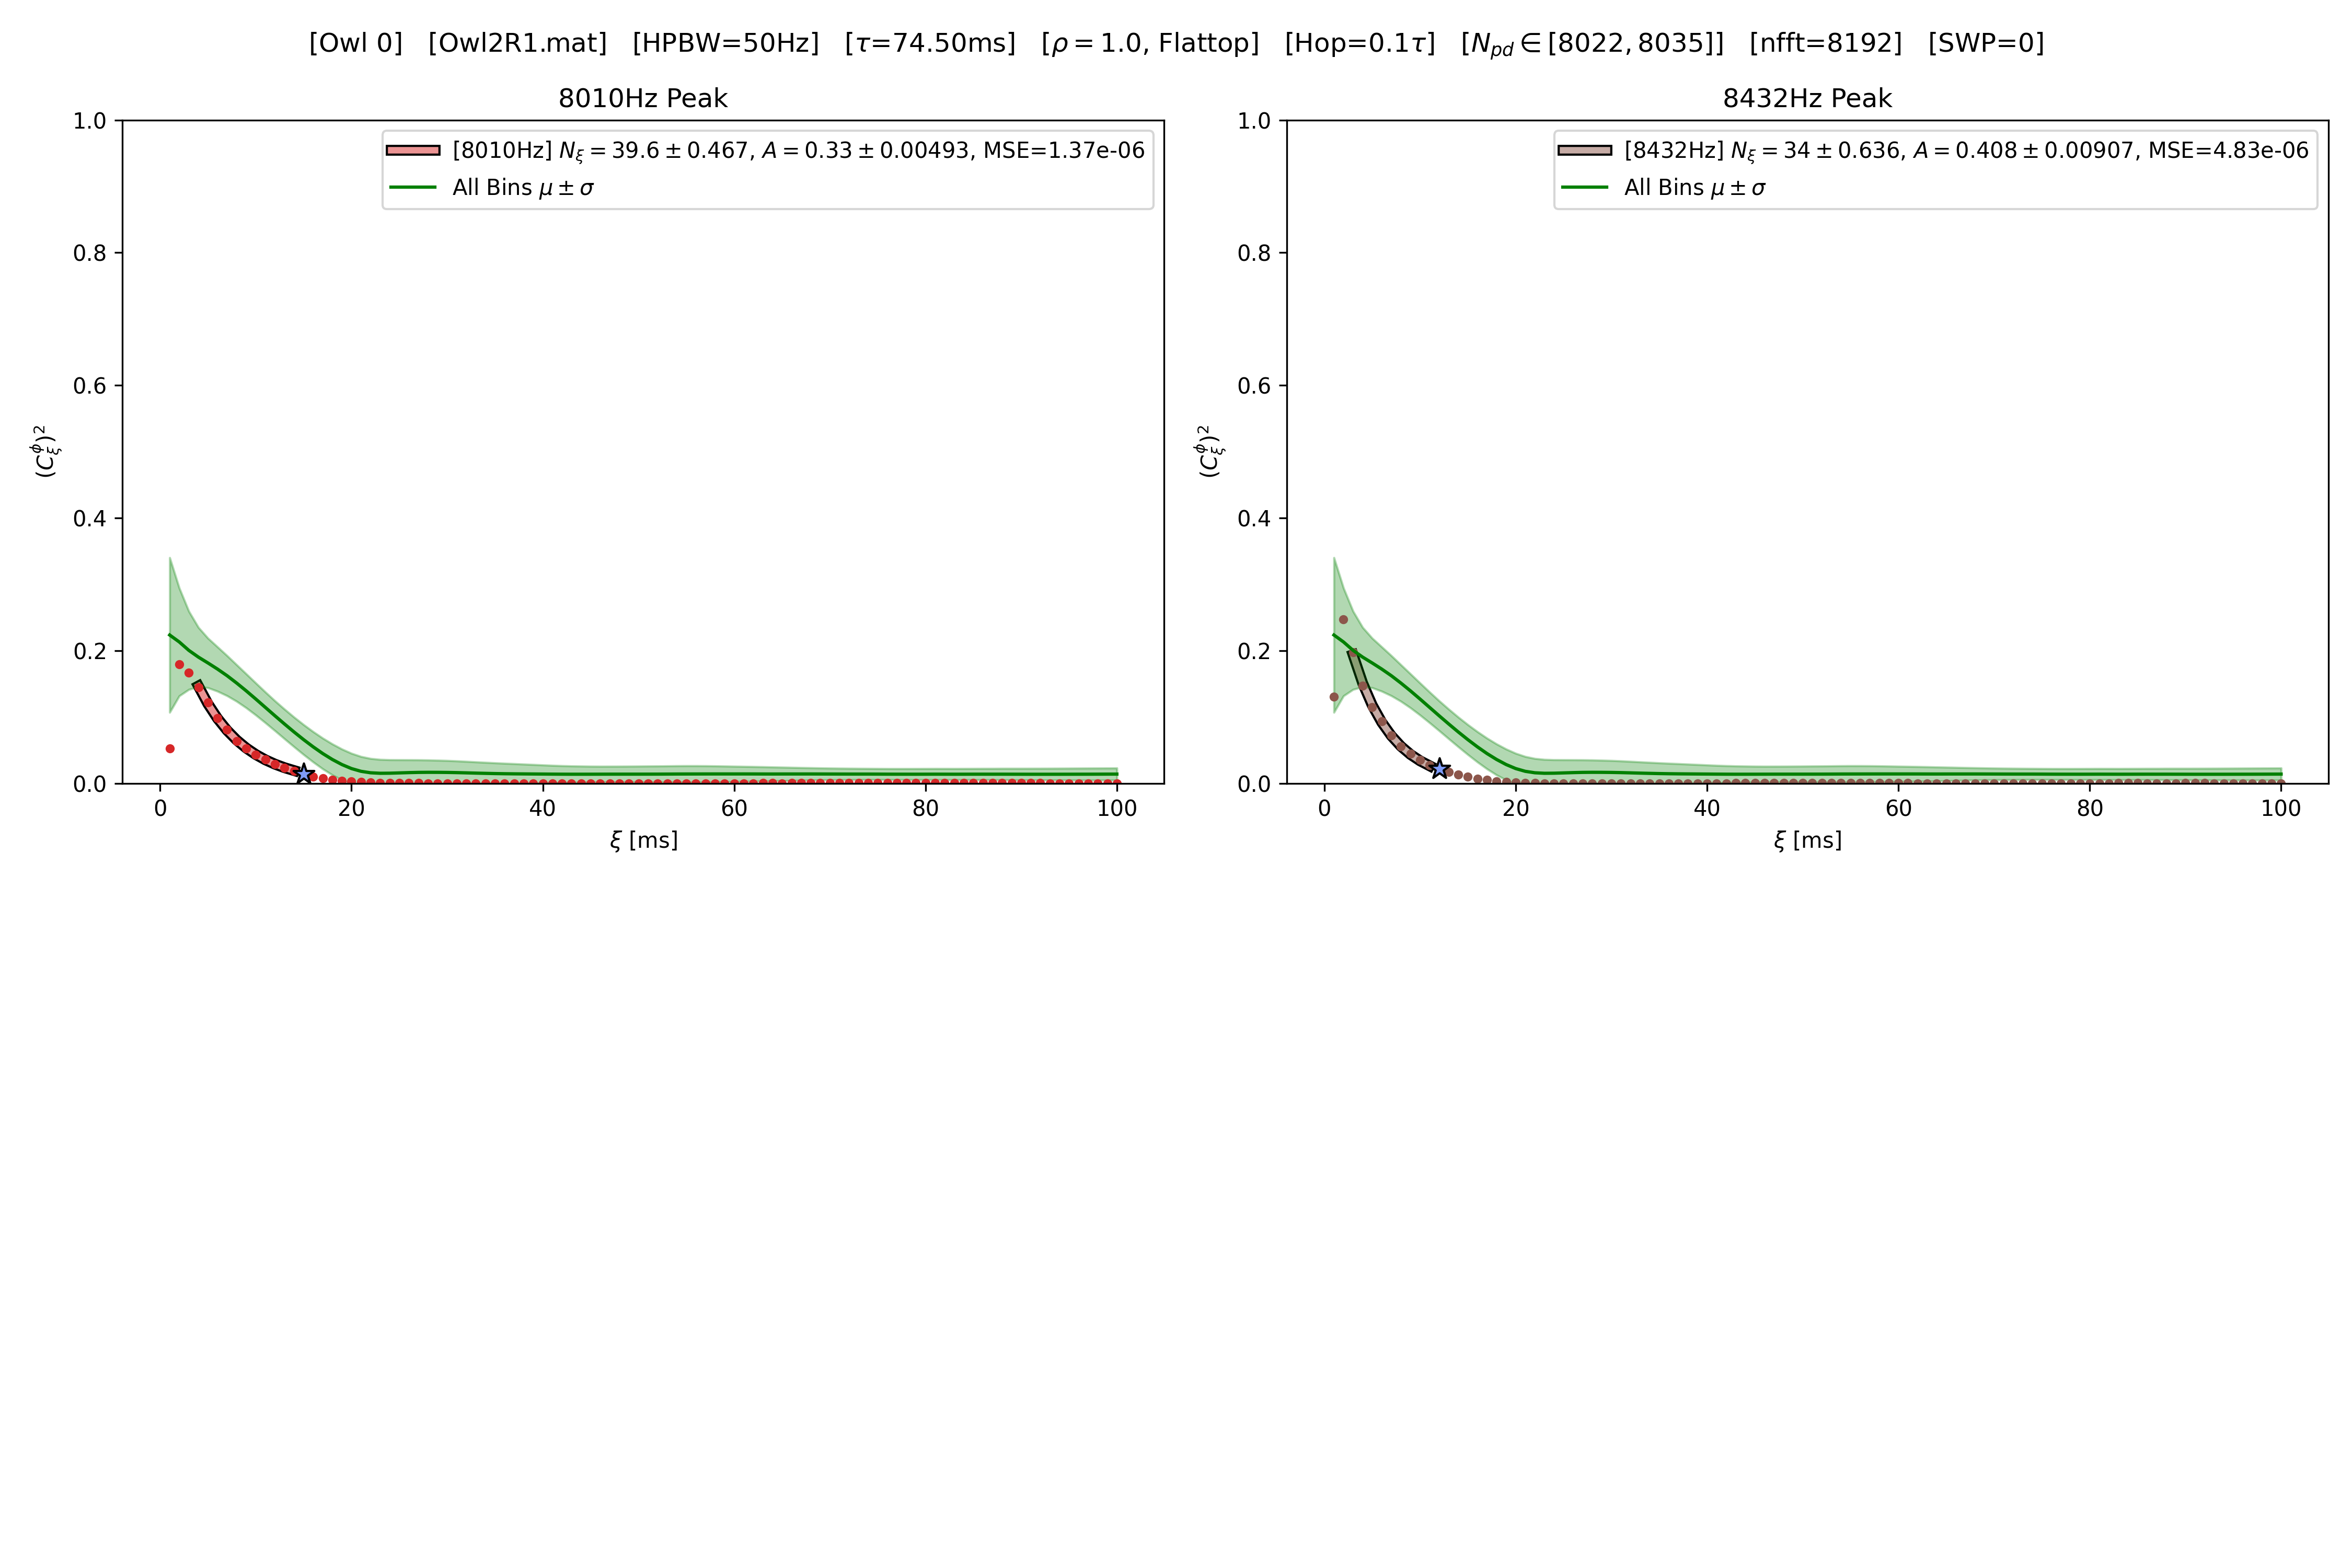 [Owl 0] [Owl2R1.mat] [HPBW=50Hz] [τ=74.50ms] [ρ = 1.0, Flattop] [Hop=0.1τ] [N_pd ∈ [8022, 8035]] [nfft=8192] [SWP=0]
8010Hz Peak
[8010Hz] N_ξ = 39.6 ± 0.467, A = 0.33 ± 0.00493, MSE=1.37e-06
All Bins μ ± σ
1.0
0.8
0.6
0.4
0.2
0.0
(C_ξ^ϕ)^2
0 20 40 60 80 100
ξ [ms]
8432Hz Peak
[8432Hz] N_ξ = 34 ± 0.636, A = 0.408 ± 0.00907, MSE=4.83e-06
All Bins μ ± σ
1.0
0.8
0.6
0.4
0.2
0.0
(C_ξ^ϕ)^2
0 20 40 60 80 100
ξ [ms]